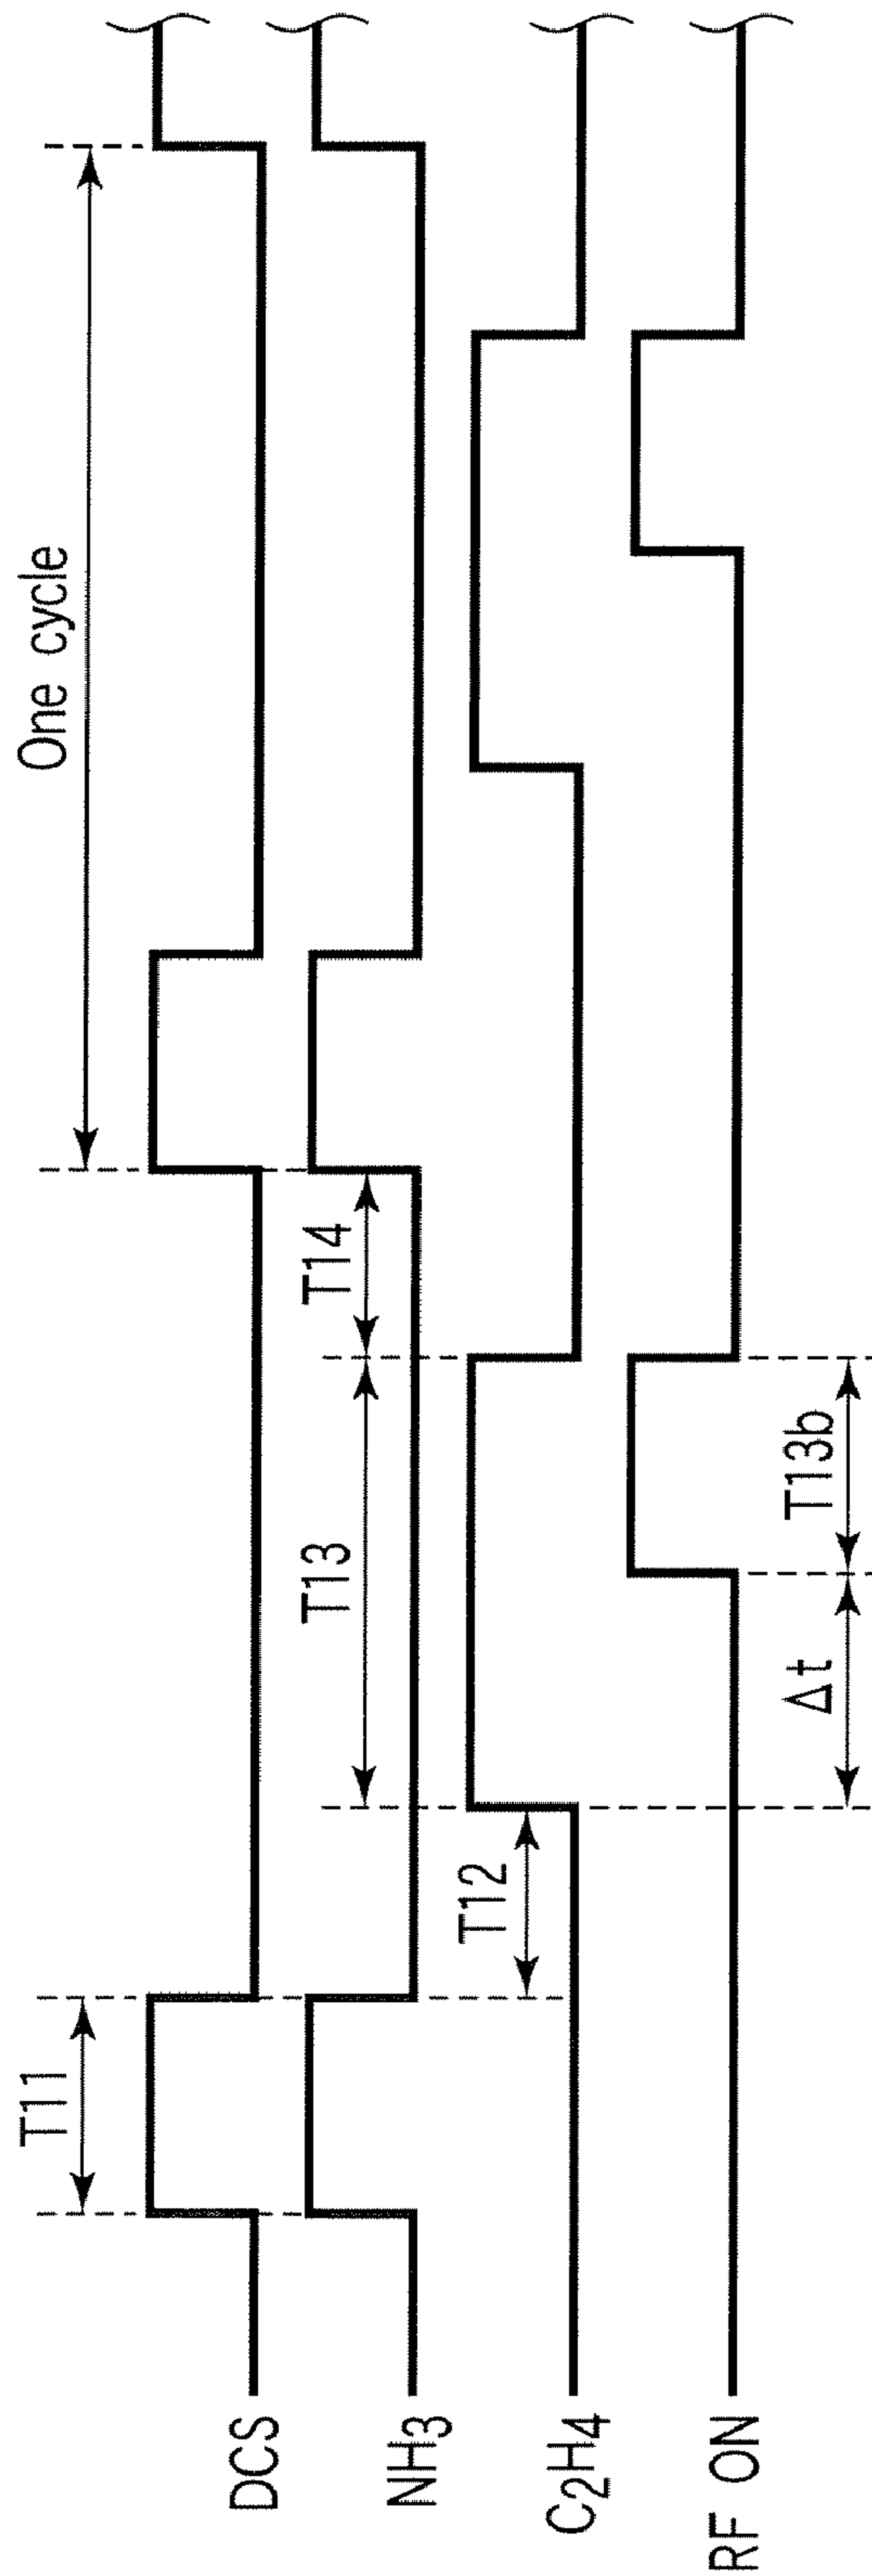 One cycle
T11
T14
T13
T12
T13b
Δt
DCS
NH3
C2H4
RF ON